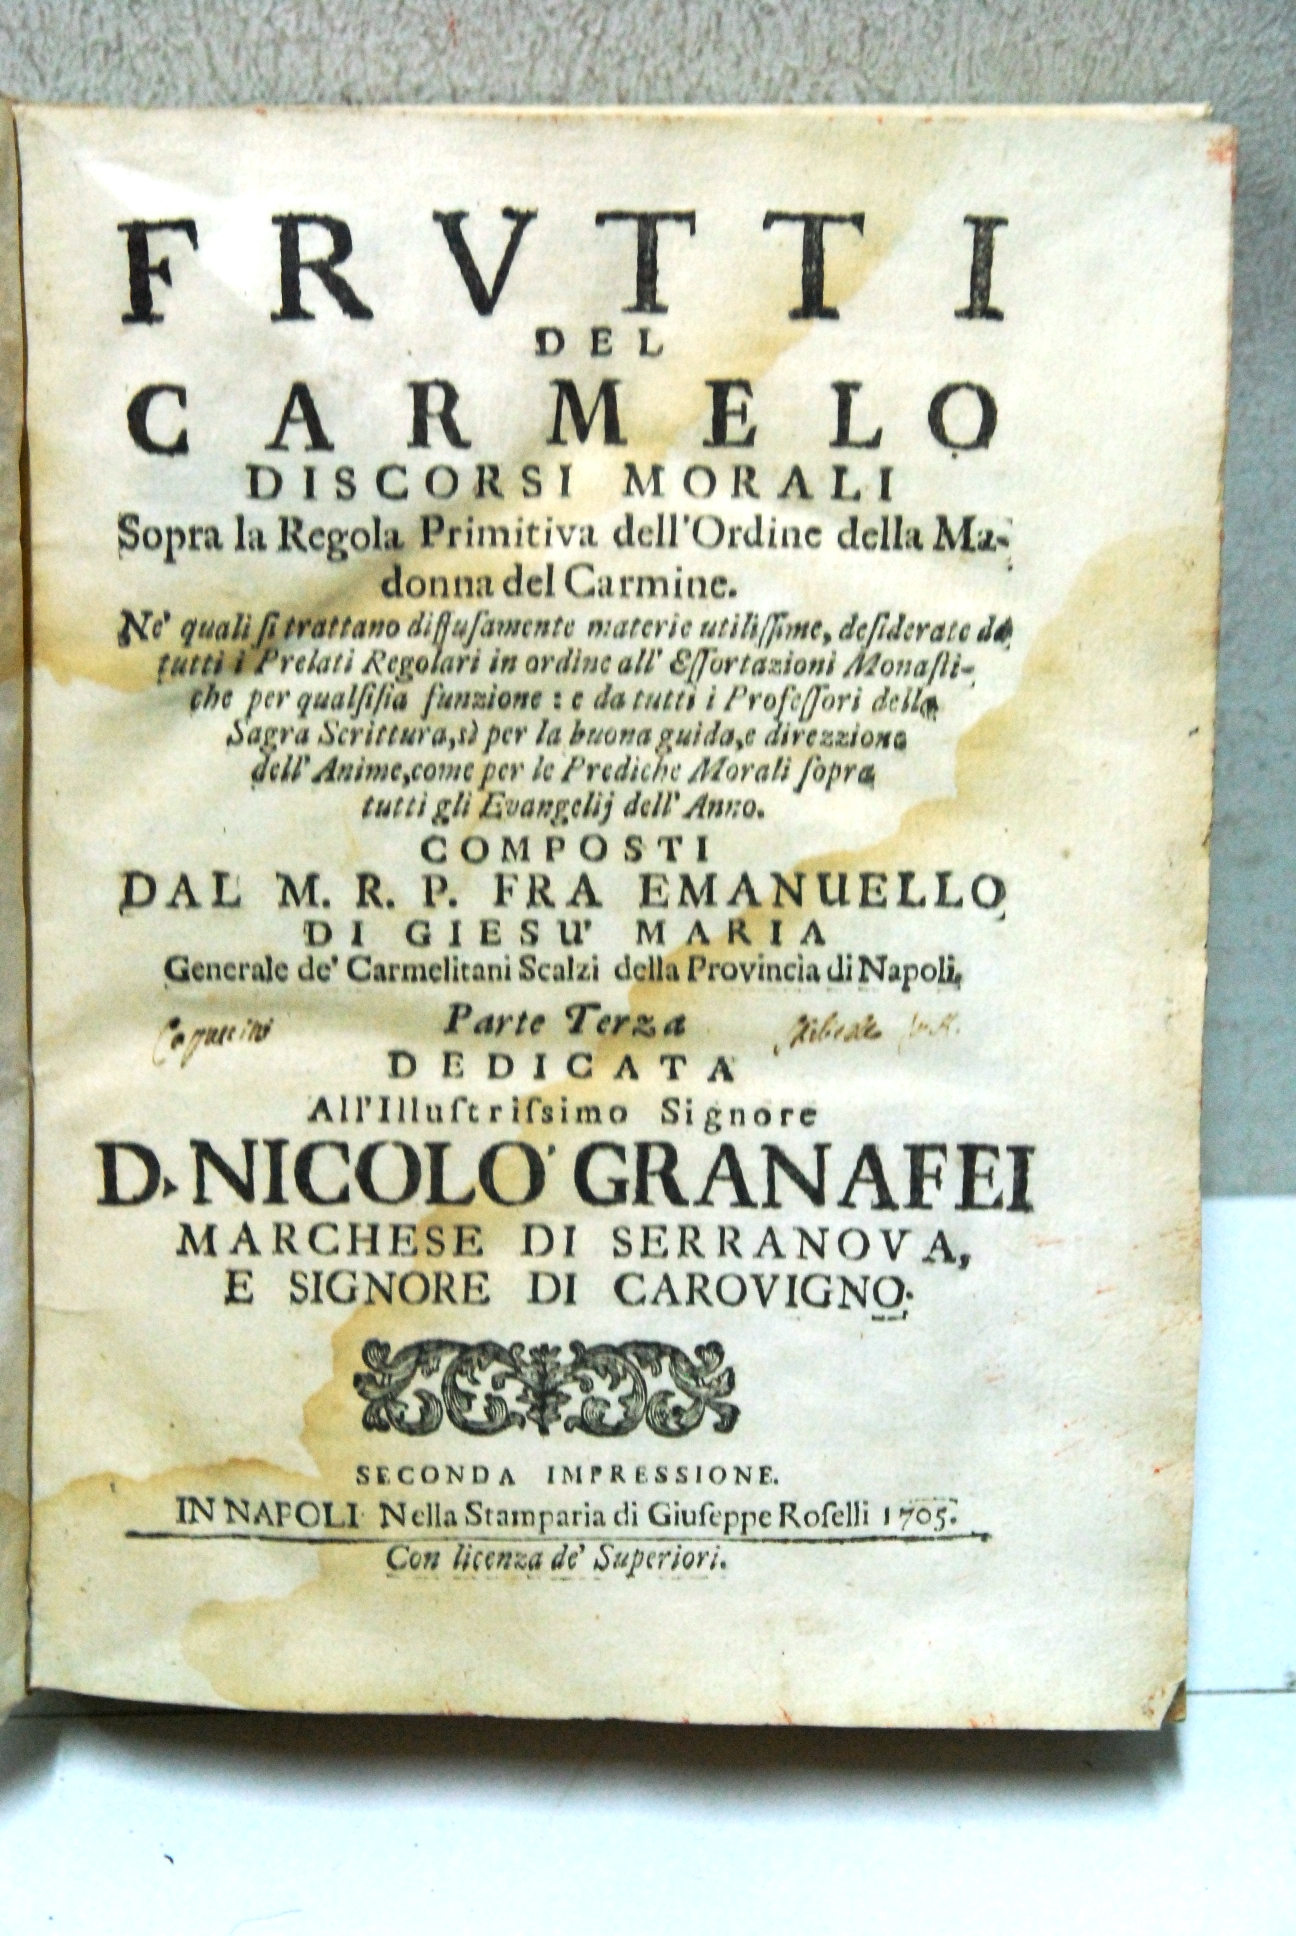 FRVTTI
DEL
CARMELO
DISCORSI MORALI
Sopra la Regola Primitiva dell'Ordine della Ma-
donna del Carmine.
Ne' quali ſi trattano diffuſamente materie utiliſſime, deſiderate da
tutti i Prelati Regolari in ordine all' Eſſortazioni Monaſti-
che per qualſiſia funzione : e da tutti i Profeſſori della
Sagra Scrittura, sì per la buona guida, e direzzione
dell' Anime, come per le Prediche Morali ſopra
tutti gli Evangelij dell' Anno.
COMPOSTI
DAL M. R. P. FRA EMANUELLO
DI GIESU' MARIA
Generale de' Carmelitani Scalzi della Provincia di Napoli.
Parte Terza
DEDICATA
All'Illuſtriſsimo Signore
D. NICOLO' GRANAFEI
MARCHESE DI SERRANOVA,
E SIGNORE DI CAROVIGNO.
SECONDA IMPRESSIONE.
IN NAPOLI Nella Stamparia di Giuſeppe Roſelli 1705.
Con licenza de' Superiori.